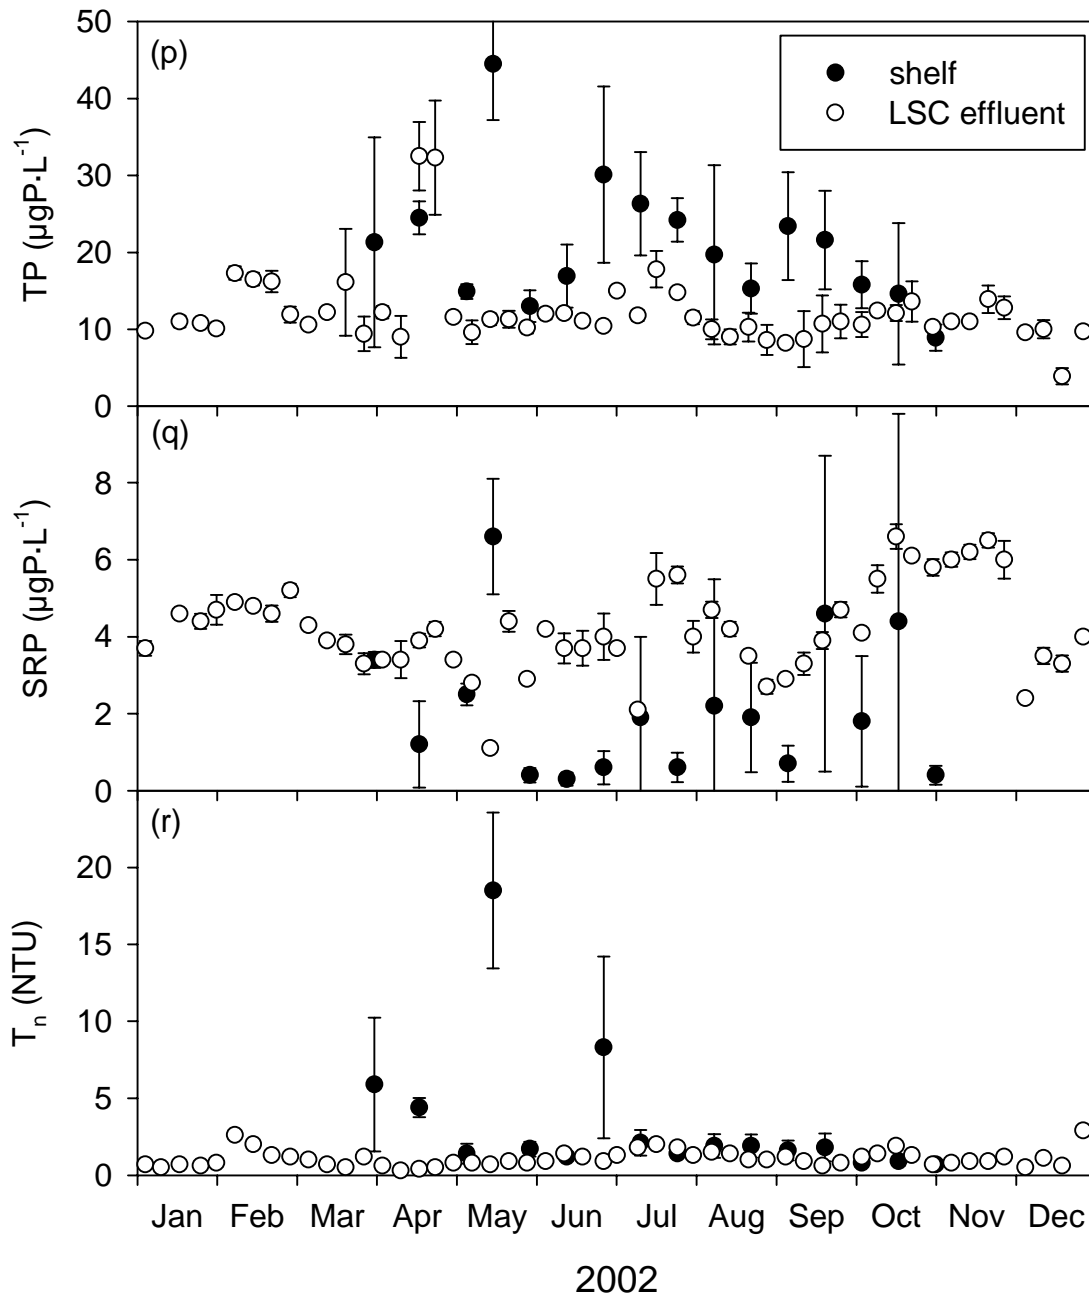 50
(p)
shelf
LSC effluent
40
30
20
10
0
TP (µgP·L⁻¹)
(q)
8
6
4
2
0
SRP (µgP·L⁻¹)
(r)
20
15
10
5
0
Tₙ (NTU)
Jan Feb Mar Apr May Jun Jul Aug Sep Oct Nov Dec
2002